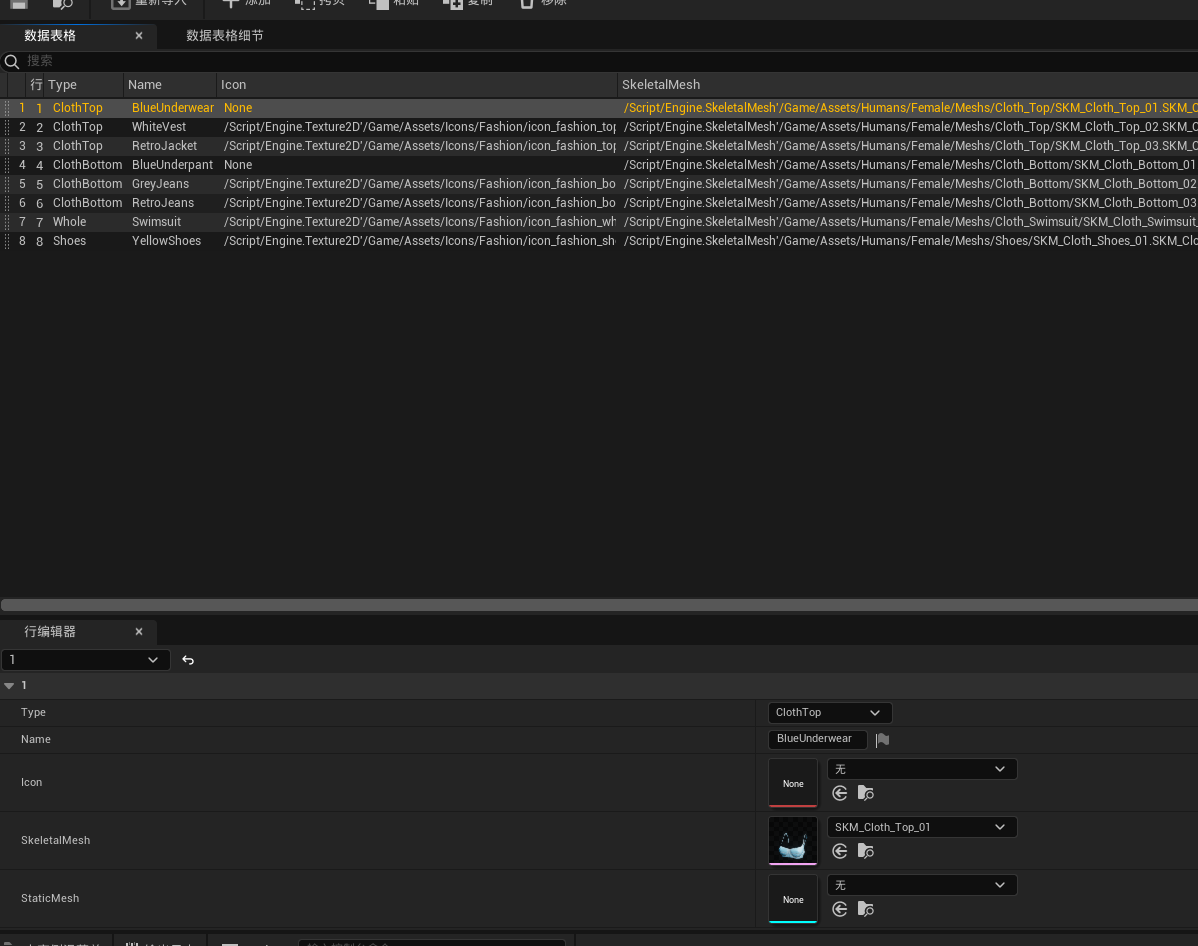 重新导入 添加 拷贝 粘贴 复制 移除
数据表格 × 数据表格细节
搜索
行 Type Name Icon SkeletalMesh
1 1 ClothTop BlueUnderwear None /Script/Engine.SkeletalMesh'/Game/Assets/Humans/Female/Meshs/Cloth_Top/SKM_Cloth_Top_01.SKM_C
2 2 ClothTop WhiteVest /Script/Engine.Texture2D'/Game/Assets/Icons/Fashion/icon_fashion_top /Script/Engine.SkeletalMesh'/Game/Assets/Humans/Female/Meshs/Cloth_Top/SKM_Cloth_Top_02.SKM_C
3 3 ClothTop RetroJacket /Script/Engine.Texture2D'/Game/Assets/Icons/Fashion/icon_fashion_top /Script/Engine.SkeletalMesh'/Game/Assets/Humans/Female/Meshs/Cloth_Top/SKM_Cloth_Top_03.SKM_C
4 4 ClothBottom BlueUnderpant None /Script/Engine.SkeletalMesh'/Game/Assets/Humans/Female/Meshs/Cloth_Bottom/SKM_Cloth_Bottom_01
5 5 ClothBottom GreyJeans /Script/Engine.Texture2D'/Game/Assets/Icons/Fashion/icon_fashion_bo /Script/Engine.SkeletalMesh'/Game/Assets/Humans/Female/Meshs/Cloth_Bottom/SKM_Cloth_Bottom_02
6 6 ClothBottom RetroJeans /Script/Engine.Texture2D'/Game/Assets/Icons/Fashion/icon_fashion_bo /Script/Engine.SkeletalMesh'/Game/Assets/Humans/Female/Meshs/Cloth_Bottom/SKM_Cloth_Bottom_03
7 7 Whole Swimsuit /Script/Engine.Texture2D'/Game/Assets/Icons/Fashion/icon_fashion_wh /Script/Engine.SkeletalMesh'/Game/Assets/Humans/Female/Meshs/Cloth_Swimsuit/SKM_Cloth_Swimsuit_
8 8 Shoes YellowShoes /Script/Engine.Texture2D'/Game/Assets/Icons/Fashion/icon_fashion_sh /Script/Engine.SkeletalMesh'/Game/Assets/Humans/Female/Meshs/Shoes/SKM_Cloth_Shoes_01.SKM_Clo
行编辑器 ×
1
1
Type ClothTop
Name BlueUnderwear
Icon None 无
SkeletalMesh SKM_Cloth_Top_01
StaticMesh None 无